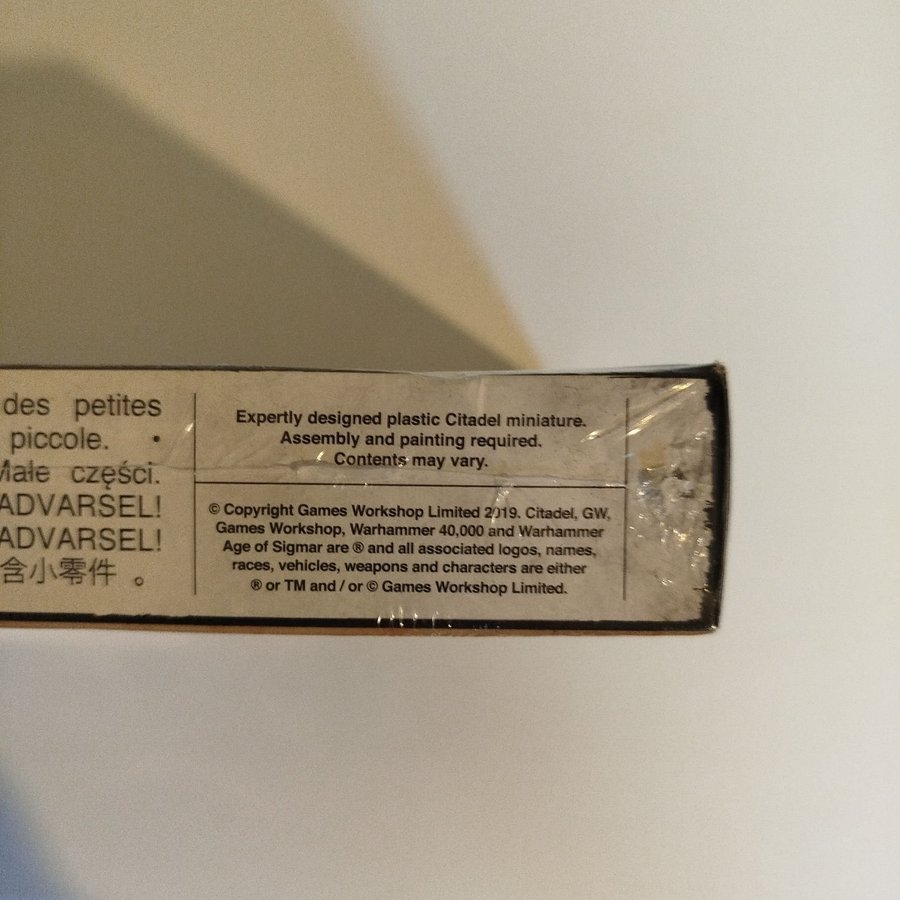 des petites
piccole. •
Małe części.
ADVARSEL!
ADVARSEL!
含小零件 。
Expertly designed plastic Citadel miniature.
Assembly and painting required.
Contents may vary.
© Copyright Games Workshop Limited 2019. Citadel, GW,
Games Workshop, Warhammer 40,000 and Warhammer
Age of Sigmar are ® and all associated logos, names,
races, vehicles, weapons and characters are either
® or TM and / or © Games Workshop Limited.